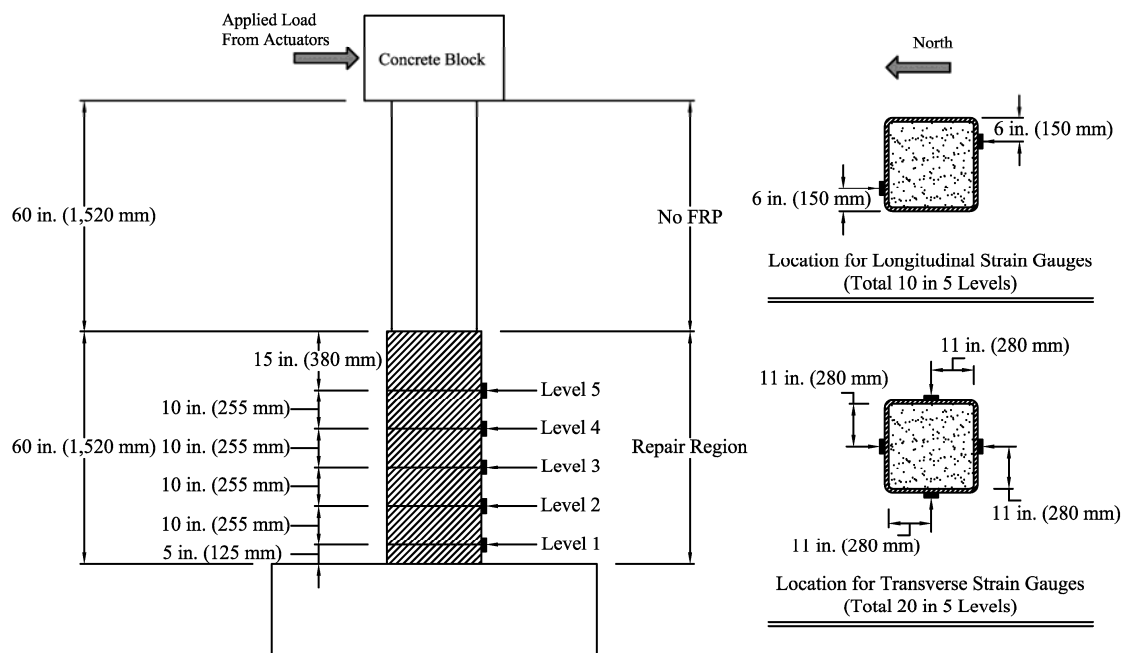 Applied Load
From Actuators
Concrete Block
60 in. (1,520 mm)
No FRP
15 in. (380 mm)
Level 5
10 in. (255 mm)
Level 4
60 in. (1,520 mm)
10 in. (255 mm)
Repair Region
Level 3
10 in. (255 mm)
Level 2
10 in. (255 mm)
Level 1
5 in. (125 mm)
North
6 in. (150 mm)
6 in. (150 mm)
Location for Longitudinal Strain Gauges
(Total 10 in 5 Levels)
11 in. (280 mm)
11 in. (280 mm)
11 in. (280 mm)
11 in. (280 mm)
Location for Transverse Strain Gauges
(Total 20 in 5 Levels)